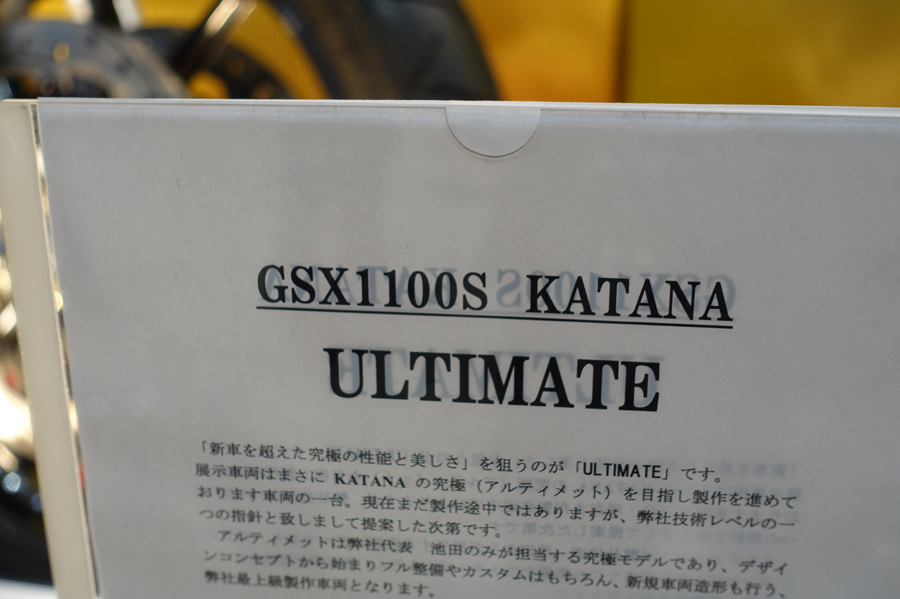 GSX1100S KATANA
ULTIMATE
「新車を超えた究極の性能と美しさ」を狙うのが「ULTIMATE」です。
展示車両はまさに KATANA の究極（アルティメット）を目指し製作を進めて
おります車両の一台。現在まだ製作途中ではありますが、弊社技術レベルの一
つの指針と致しまして提案した次第です。
アルティメットは弊社代表 池田のみが担当する究極モデルであり、デザイ
ンコンセプトから始まりフル整備やカスタムはもちろん、新規車両造形も行う、
弊社最上級製作車両となります。